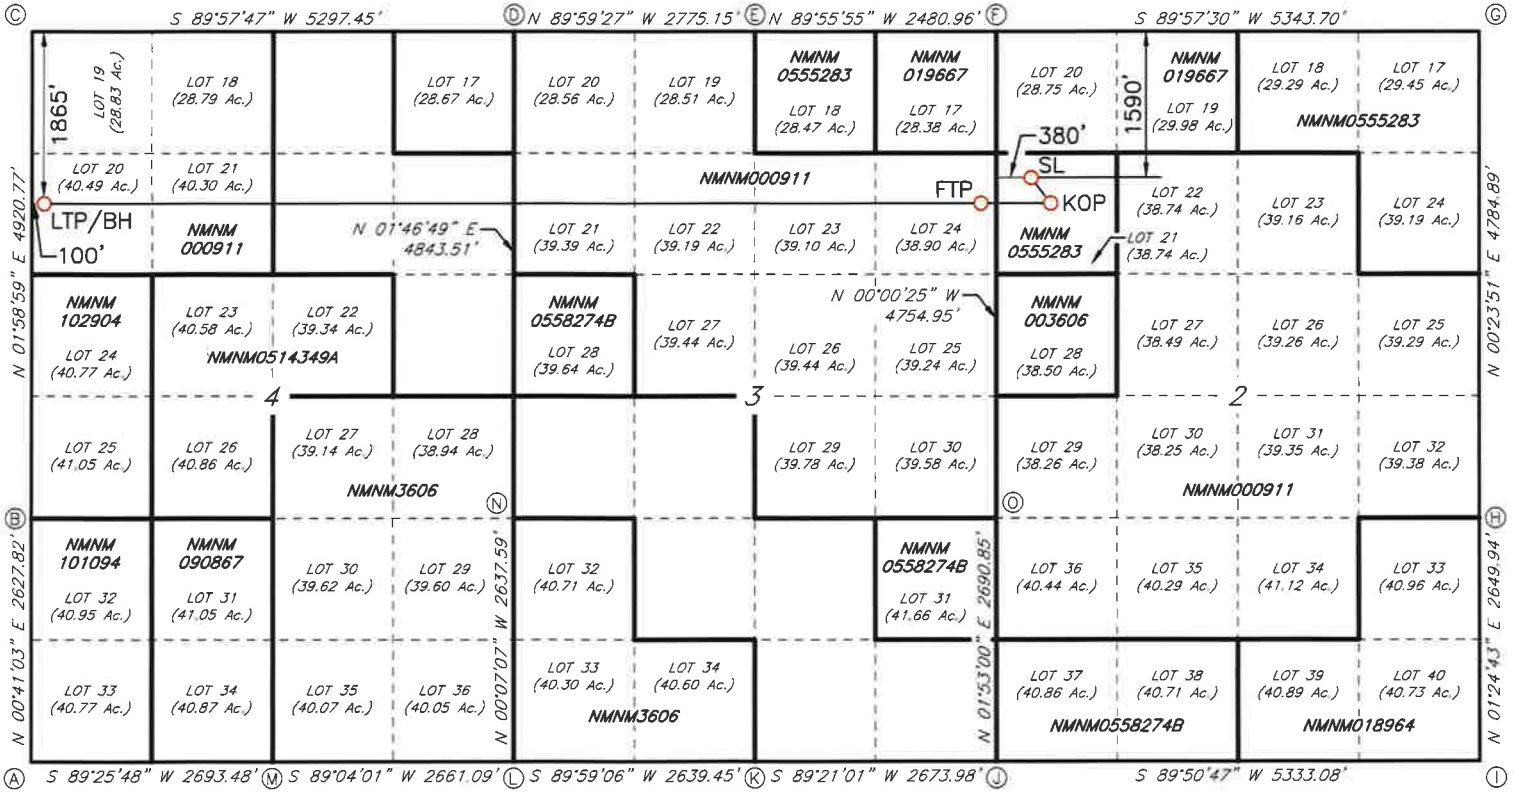 C S 89°57'47" W 5297.45' D N 89°59'27" W 2775.15' E N 89°55'55" W 2480.96' F S 89°57'30" W 5343.70' G
LOT 19
(28.83 Ac.)
1865'
LOT 18
(28.79 Ac.)
LOT 17
(28.67 Ac.)
LOT 20
(28.56 Ac.)
LOT 19
(28.51 Ac.)
NMNM
0555283
LOT 18
(28.47 Ac.)
NMNM
019667
LOT 17
(28.38 Ac.)
LOT 20
(28.75 Ac.)
1590'
NMNM
019667
LOT 19
(29.98 Ac.)
LOT 18
(29.29 Ac.)
LOT 17
(29.45 Ac.)
NMNM0555283
380'
SL
LOT 20
(40.49 Ac.)
LOT 21
(40.30 Ac.)
NMNM000911
FTP
KOP
LTP/BH
100'
NMNM
000911
N 01°46'49" E
4843.51'
LOT 21
(39.39 Ac.)
LOT 22
(39.19 Ac.)
LOT 23
(39.10 Ac.)
LOT 24
(38.90 Ac.)
NMNM
0555283
LOT 21
(38.74 Ac.)
LOT 22
(38.74 Ac.)
LOT 23
(39.16 Ac.)
LOT 24
(39.19 Ac.)
N 01°58'59" E 4920.77'
N 00°23'51" E 4784.89'
NMNM
102904
LOT 24
(40.77 Ac.)
LOT 23
(40.58 Ac.)
LOT 22
(39.34 Ac.)
NMNM0514349A
NMNM
0558274B
LOT 28
(39.64 Ac.)
LOT 27
(39.44 Ac.)
N 00°00'25" W
4754.95'
LOT 26
(39.44 Ac.)
LOT 25
(39.24 Ac.)
NMNM
003606
LOT 28
(38.50 Ac.)
LOT 27
(38.49 Ac.)
LOT 26
(39.26 Ac.)
LOT 25
(39.29 Ac.)
4
3
2
LOT 25
(41.05 Ac.)
LOT 26
(40.86 Ac.)
LOT 27
(39.14 Ac.)
LOT 28
(38.94 Ac.)
NMNM3606
LOT 29
(39.78 Ac.)
LOT 30
(39.58 Ac.)
LOT 29
(38.26 Ac.)
LOT 30
(38.25 Ac.)
LOT 31
(39.35 Ac.)
LOT 32
(39.38 Ac.)
NMNM000911
B
N
O
H
NMNM
101094
LOT 32
(40.95 Ac.)
NMNM
090867
LOT 31
(41.05 Ac.)
LOT 30
(39.62 Ac.)
LOT 29
(39.60 Ac.)
LOT 32
(40.71 Ac.)
NMNM
0558274B
LOT 31
(41.66 Ac.)
LOT 36
(40.44 Ac.)
LOT 35
(40.29 Ac.)
LOT 34
(41.12 Ac.)
LOT 33
(40.96 Ac.)
N 00°41'03" E 2627.82'
N 00°07'07" W 2637.59'
N 01°53'00" E 2690.85'
N 01°24'43" E 2649.94'
LOT 33
(40.77 Ac.)
LOT 34
(40.87 Ac.)
LOT 35
(40.07 Ac.)
LOT 36
(40.05 Ac.)
LOT 33
(40.30 Ac.)
LOT 34
(40.60 Ac.)
NMNM3606
LOT 37
(40.86 Ac.)
LOT 38
(40.71 Ac.)
NMNM0558274B
LOT 39
(40.89 Ac.)
LOT 40
(40.73 Ac.)
NMNM018964
A S 89°25'48" W 2693.48' M S 89°04'01" W 2661.09' L S 89°59'06" W 2639.45' K S 89°21'01" W 2673.98' J S 89°50'47" W 5333.08' I